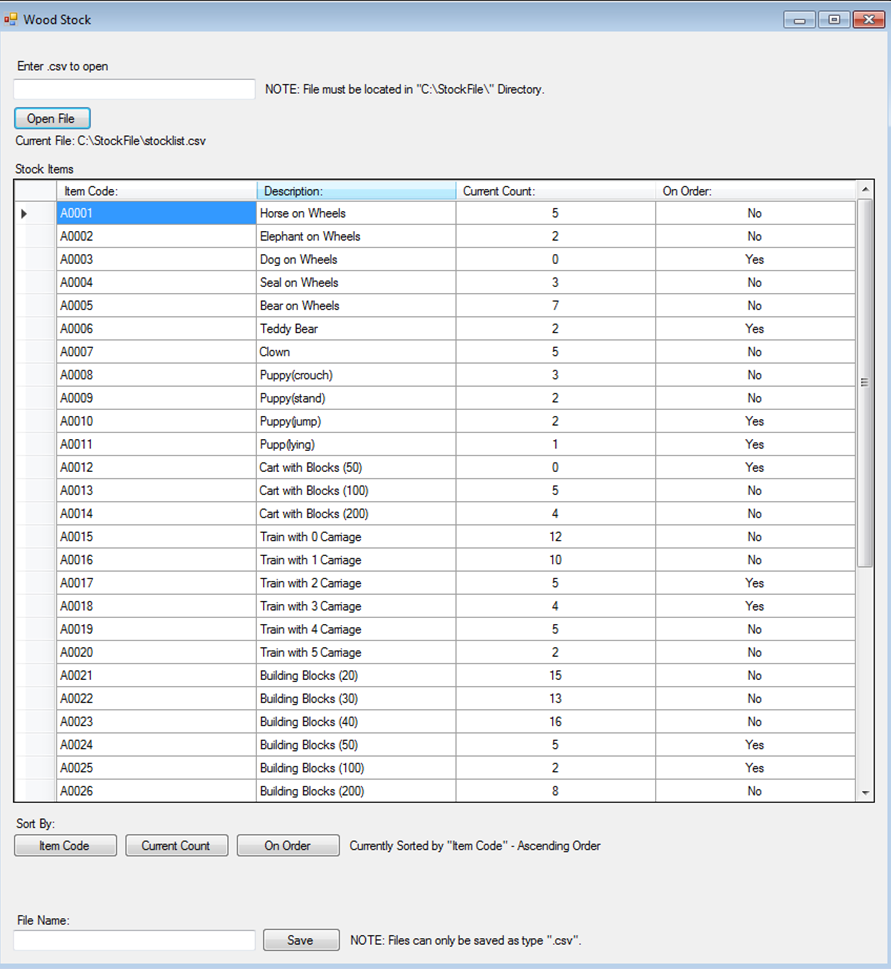 Wood Stock
Enter .csv to open
NOTE: File must be located in "C:\StockFile\" Directory.
Open File
Current File: C:\StockFile\stocklist.csv
Stock Items
Item Code: Description: Current Count: On Order:
A0001 Horse on Wheels 5 No
A0002 Elephant on Wheels 2 No
A0003 Dog on Wheels 0 Yes
A0004 Seal on Wheels 3 No
A0005 Bear on Wheels 7 No
A0006 Teddy Bear 2 Yes
A0007 Clown 5 No
A0008 Puppy(crouch) 3 No
A0009 Puppy(stand) 2 No
A0010 Puppy(jump) 2 Yes
A0011 Pupp(lying) 1 Yes
A0012 Cart with Blocks (50) 0 Yes
A0013 Cart with Blocks (100) 5 No
A0014 Cart with Blocks (200) 4 No
A0015 Train with 0 Carriage 12 No
A0016 Train with 1 Carriage 10 No
A0017 Train with 2 Carriage 5 Yes
A0018 Train with 3 Carriage 4 Yes
A0019 Train with 4 Carriage 5 No
A0020 Train with 5 Carriage 2 No
A0021 Building Blocks (20) 15 No
A0022 Building Blocks (30) 13 No
A0023 Building Blocks (40) 16 No
A0024 Building Blocks (50) 5 Yes
A0025 Building Blocks (100) 2 Yes
A0026 Building Blocks (200) 8 No
Sort By:
Item Code Current Count On Order Currently Sorted by "Item Code" - Ascending Order
File Name:
Save NOTE: Files can only be saved as type ".csv".